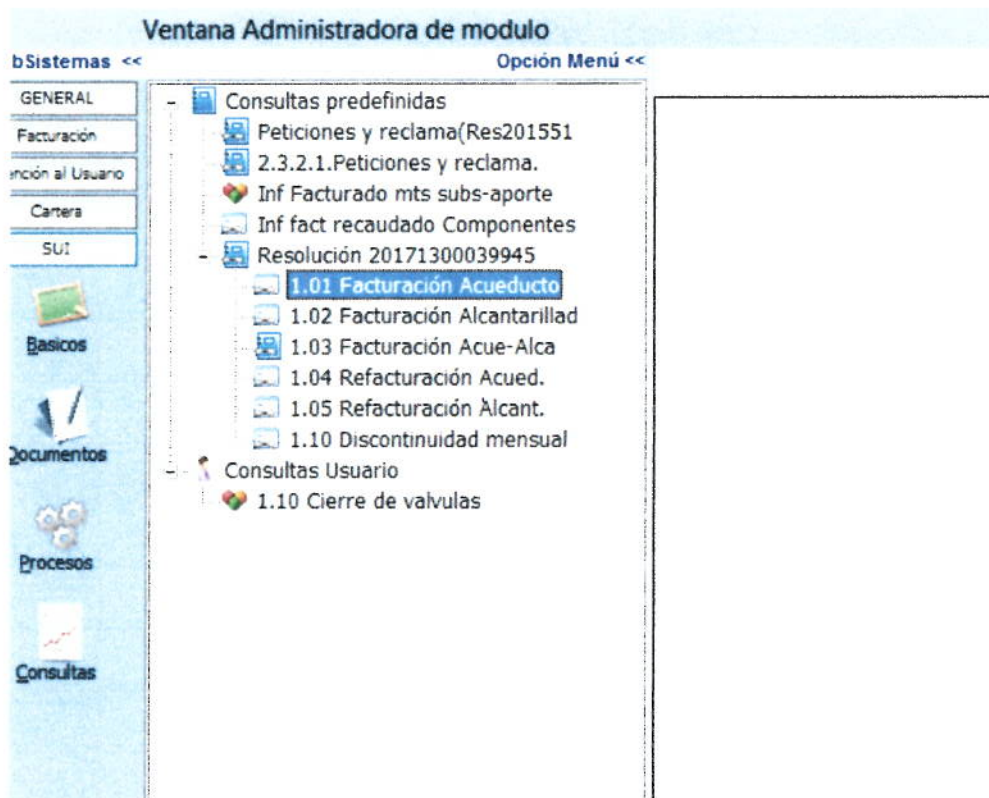 Ventana Administradora de modulo
bSistemas <<
Opción Menú <<
GENERAL
Facturación
nción al Usuario
Cartera
SUI
Basicos
Documentos
Procesos
Consultas
- Consultas predefinidas
Peticiones y reclama(Res201551
2.3.2.1.Peticiones y reclama.
Inf Facturado mts subs-aporte
Inf fact recaudado Componentes
- Resolución 20171300039945
1.01 Facturación Acueducto
1.02 Facturación Alcantarillad
1.03 Facturación Acue-Alca
1.04 Refacturación Acued.
1.05 Refacturación Alcant.
1.10 Discontinuidad mensual
- Consultas Usuario
1.10 Cierre de valvulas